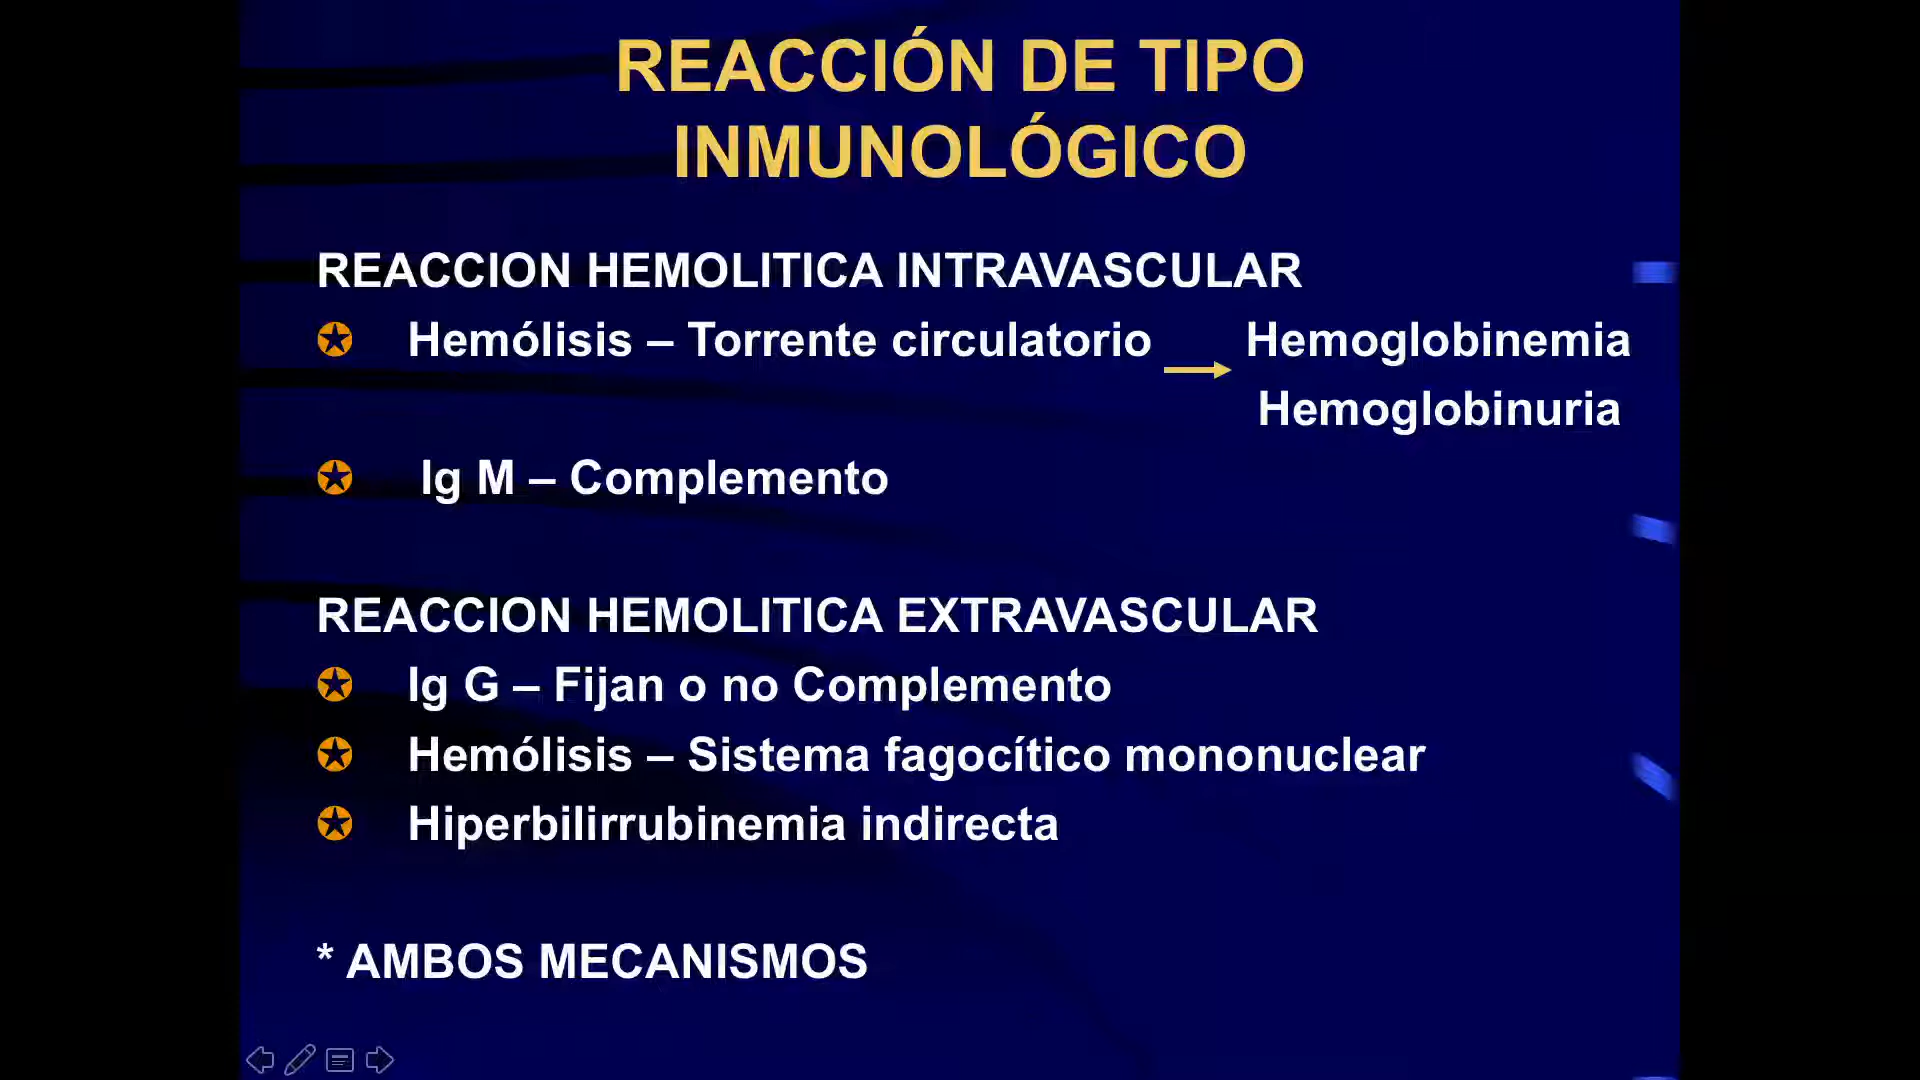 REACCIÓN DE TIPO
INMUNOLÓGICO
REACCION HEMOLITICA INTRAVASCULAR
Hemólisis – Torrente circulatorio Hemoglobinemia
Hemoglobinuria
Ig M – Complemento
REACCION HEMOLITICA EXTRAVASCULAR
Ig G – Fijan o no Complemento
Hemólisis – Sistema fagocítico mononuclear
Hiperbilirrubinemia indirecta
* AMBOS MECANISMOS